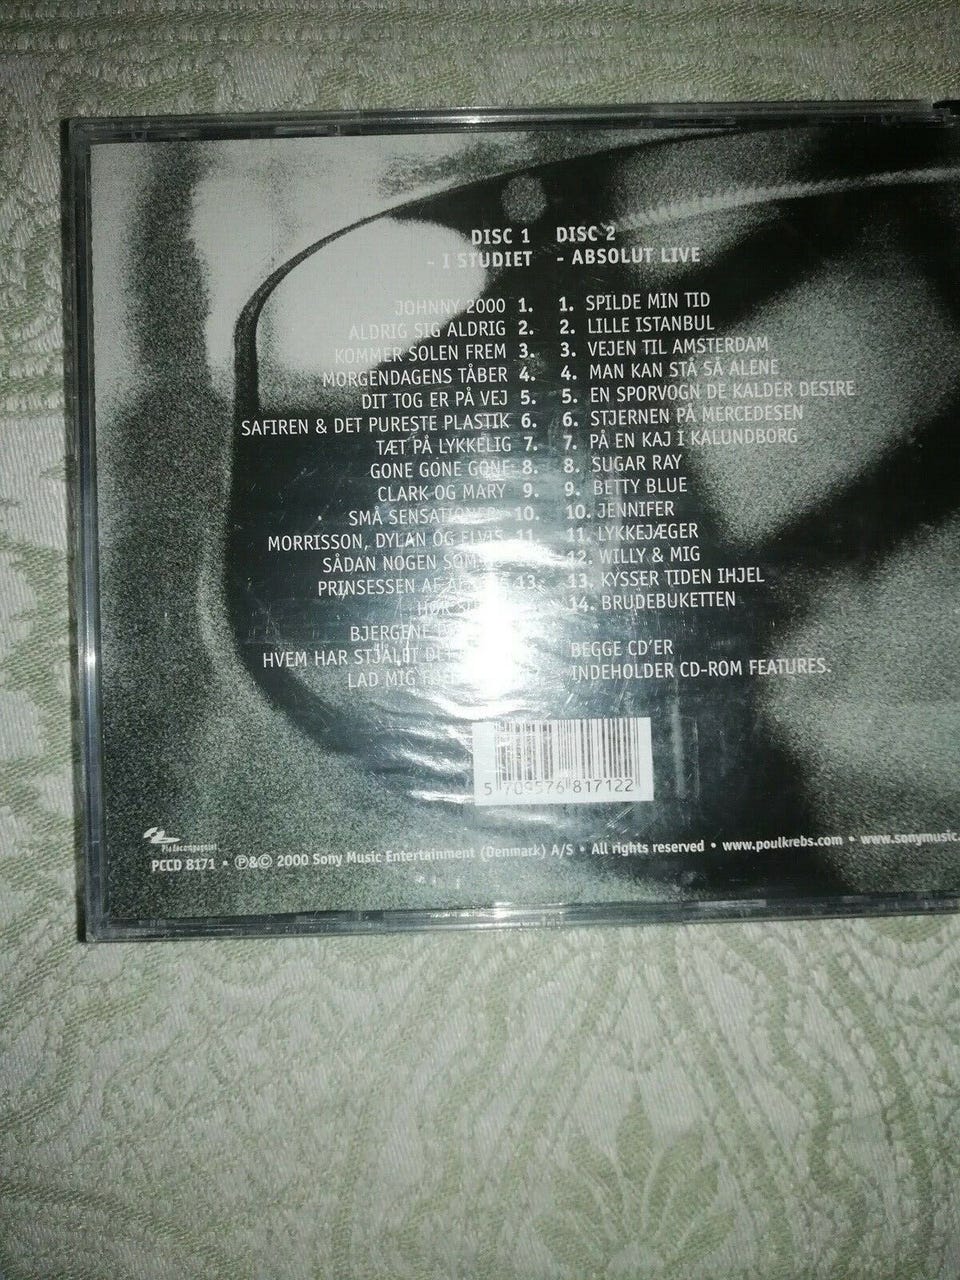 DISC 1
- I STUDIET
JOHNNY 2000 1.
ALDRIG SIG ALDRIG 2.
KOMMER SOLEN FREM 3.
MORGENDAGENS TÅBER 4.
DIT TOG ER PÅ VEJ 5.
SAFIREN & DET PURESTE PLASTIK 6.
TÆT PÅ LYKKELIG 7.
GONE GONE GONE 8.
CLARK OG MARY 9.
SMÅ SENSATIONER 10.
MORRISSON, DYLAN OG ELVIS 11.
SÅDAN NOGEN SOM
PRINSESSEN AF 13.
HØR
BJERGENE
HVEM HAR STJÅLET
LAD MIG
DISC 2
- ABSOLUT LIVE
1. SPILDE MIN TID
2. LILLE ISTANBUL
3. VEJEN TIL AMSTERDAM
4. MAN KAN STÅ SÅ ALENE
5. EN SPORVOGN DE KALDER DESIRE
6. STJERNEN PÅ MERCEDESEN
7. PÅ EN KAJ I KALUNDBORG
8. SUGAR RAY
9. BETTY BLUE
10. JENNIFER
11. LYKKEJÆGER
12. WILLY & MIG
13. KYSSER TIDEN IHJEL
14. BRUDEBUKETTEN
BEGGE CD'ER
INDEHOLDER CD-ROM FEATURES.
5 709576 817122
Pladecompagniet
PCCD 8171 • ℗&© 2000 Sony Music Entertainment (Denmark) A/S • All rights reserved • www.poulkrebs.com • www.sonymusic.